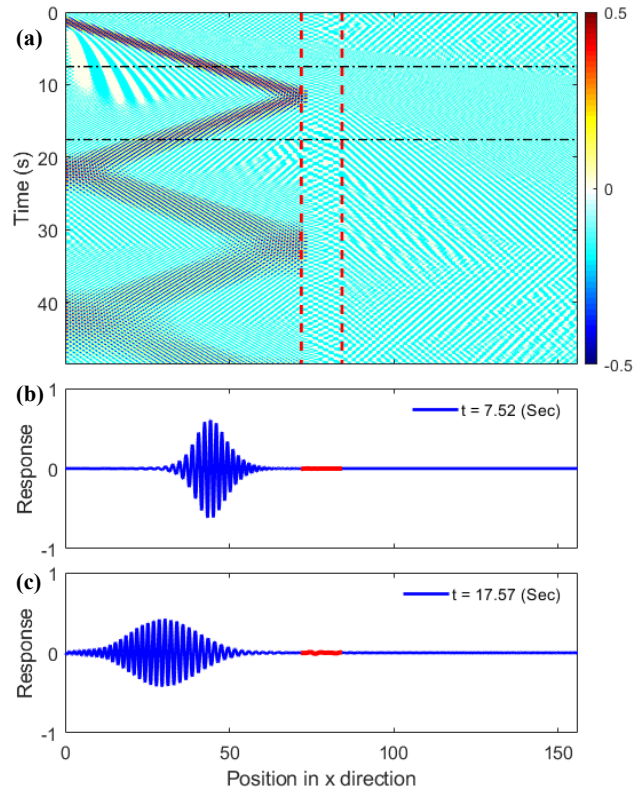 (a)
0
10
20
30
40
Time (s)
0.5
0
-0.5
(b)
1
0
-1
Response
t = 7.52 (Sec)
(c)
1
0
-1
Response
t = 17.57 (Sec)
0
50
100
150
Position in x direction